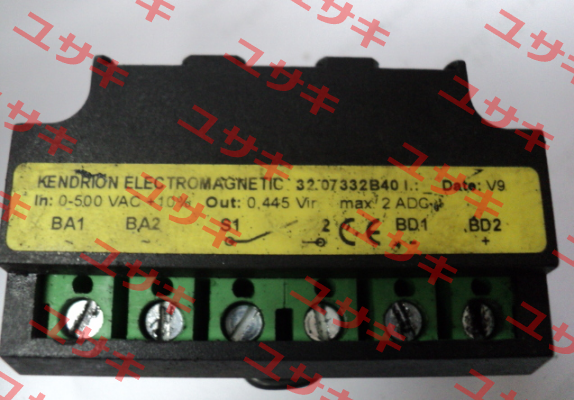 KENDRION ELECTROMAGNETIC 32.07332B40 I.: Date: V9
In: 0-500 VAC ±10% Out: 0,445 Vin max 2 ADC
BA1 BA2 S1 2 CE BD1 BD2
- +
ユサキ